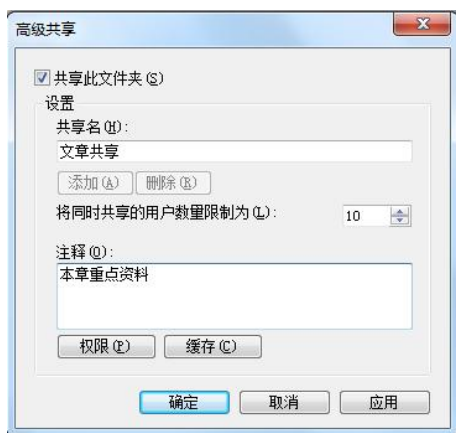 高级共享
共享此文件夹(S)
设置
共享名(H):
文章共享
添加(A) 删除(R)
将同时共享的用户数量限制为(L): 10
注释(O):
本章重点资料
权限(P) 缓存(C)
确定 取消 应用